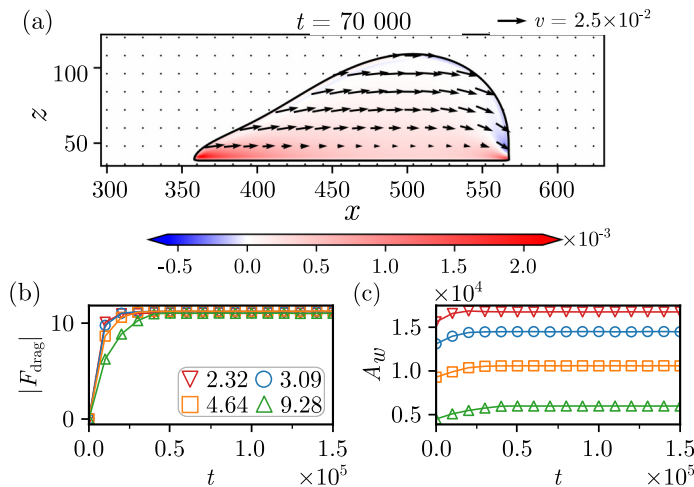 (a)
t = 70 000
v = 2.5×10⁻²
z
100
50
300 350 400 450 500 550 600
x
-0.5 0.0 0.5 1.0 1.5 2.0
×10⁻³
(b)
|F_drag|
10
0
2.32 3.09
4.64 9.28
0.0 0.5 1.0 1.5
t
×10⁵
(c)
×10⁴
A_w
1.5
1.0
0.5
0.0 0.5 1.0 1.5
t
×10⁵